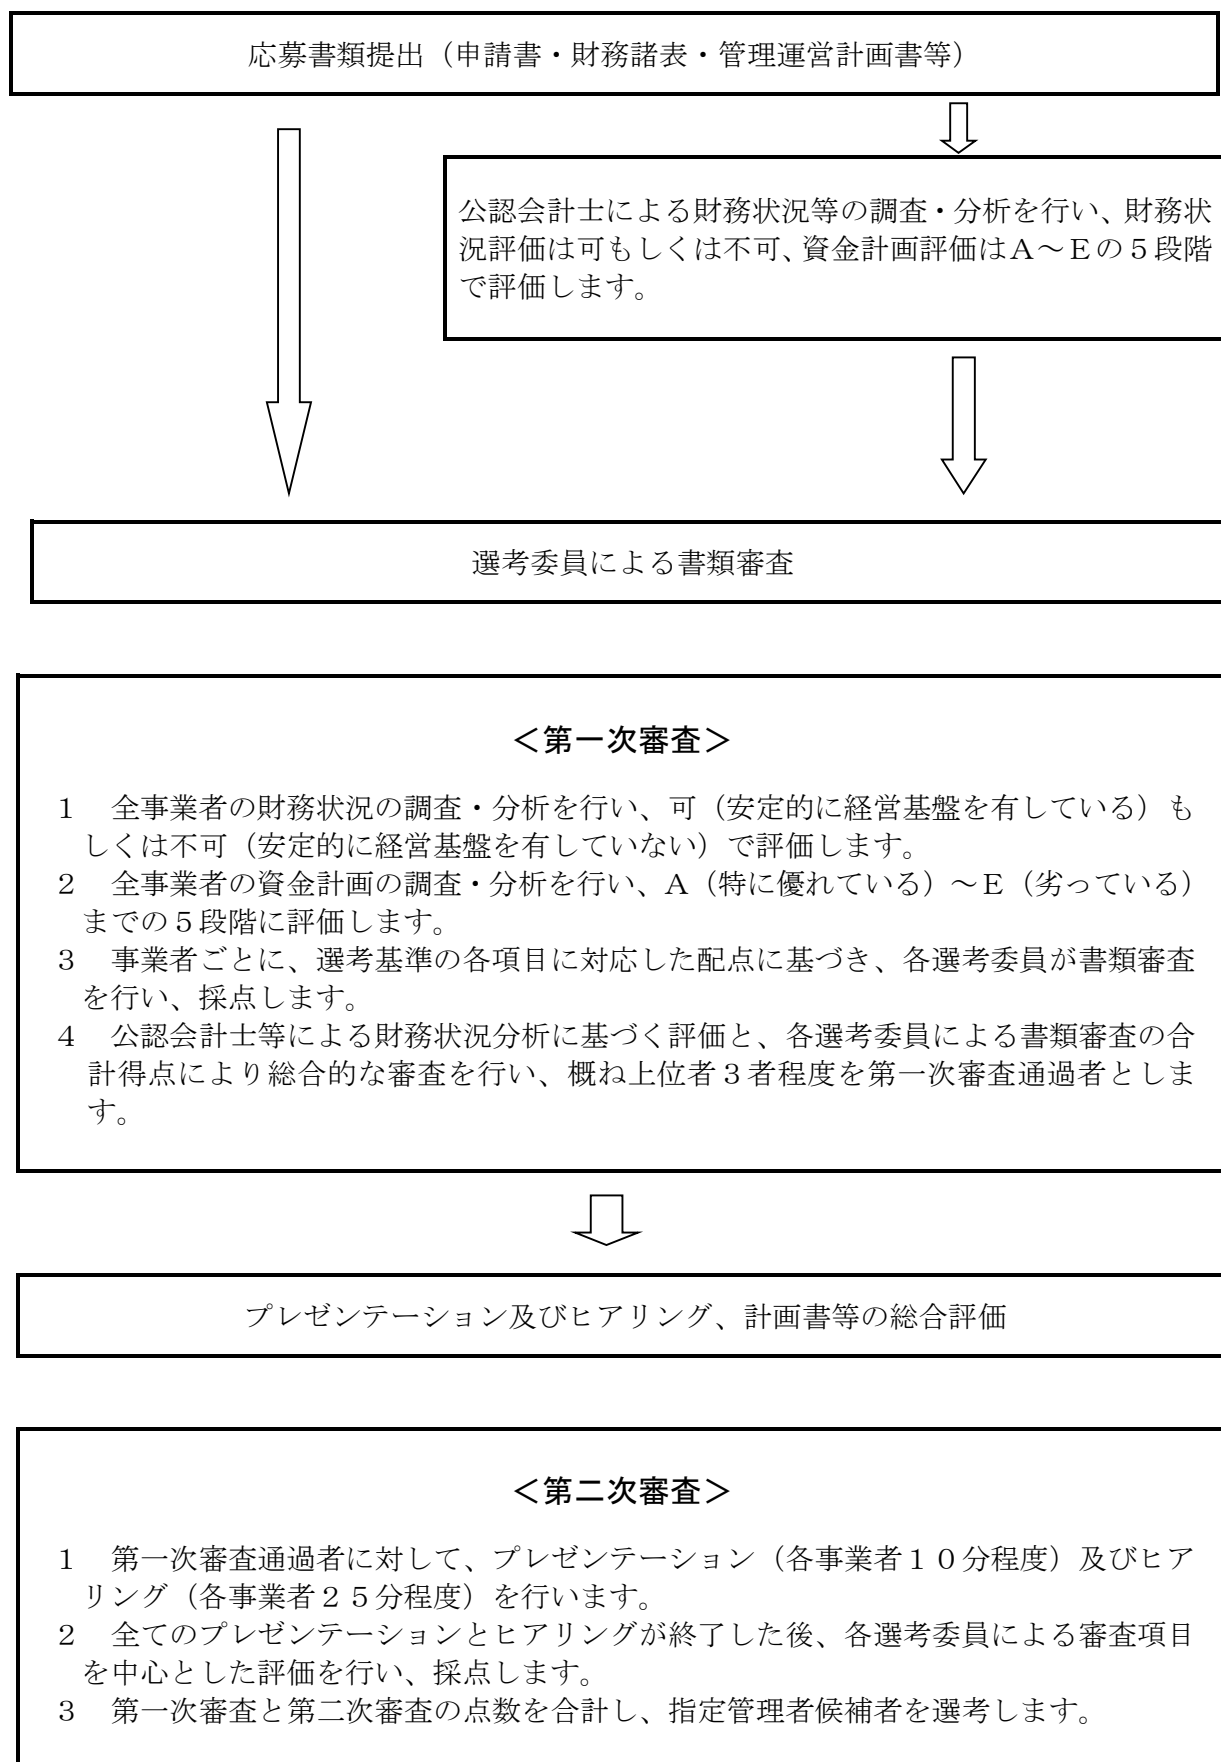 応募書類提出（申請書・財務諸表・管理運営計画書等）
公認会計士による財務状況等の調査・分析を行い、財務状
況評価は可もしくは不可、資金計画評価はＡ～Ｅの５段階
で評価します。
選考委員による書類審査
＜第一次審査＞
１　全事業者の財務状況の調査・分析を行い、可（安定的に経営基盤を有している）も
しくは不可（安定的に経営基盤を有していない）で評価します。
２　全事業者の資金計画の調査・分析を行い、Ａ（特に優れている）～Ｅ（劣っている）
までの５段階に評価します。
３　事業者ごとに、選考基準の各項目に対応した配点に基づき、各選考委員が書類審査
を行い、採点します。
４　公認会計士等による財務状況分析に基づく評価と、各選考委員による書類審査の合
計得点により総合的な審査を行い、概ね上位者３者程度を第一次審査通過者としま
す。
プレゼンテーション及びヒアリング、計画書等の総合評価
＜第二次審査＞
１　第一次審査通過者に対して、プレゼンテーション（各事業者１０分程度）及びヒア
リング（各事業者２５分程度）を行います。
２　全てのプレゼンテーションとヒアリングが終了した後、各選考委員による審査項目
を中心とした評価を行い、採点します。
３　第一次審査と第二次審査の点数を合計し、指定管理者候補者を選考します。